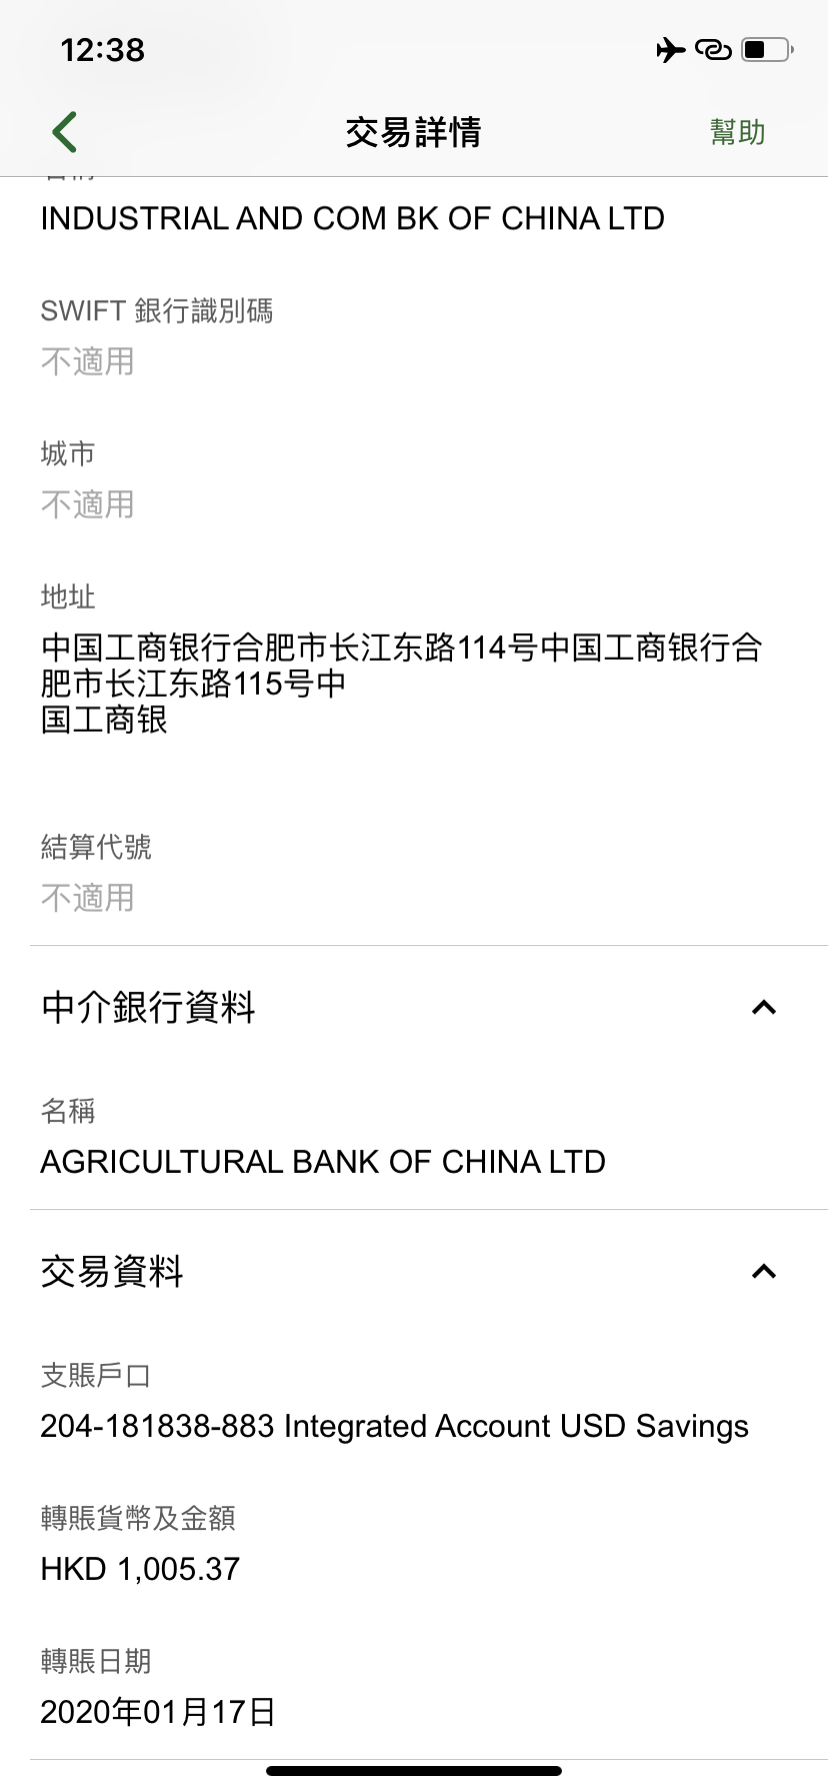 12:38
交易詳情
幫助
INDUSTRIAL AND COM BK OF CHINA LTD
SWIFT 銀行識別碼
不適用
城市
不適用
地址
中国工商银行合肥市长江东路114号中国工商银行合
肥市长江东路115号中
国工商银
結算代號
不適用
中介銀行資料
名稱
AGRICULTURAL BANK OF CHINA LTD
交易資料
支賬戶口
204-181838-883 Integrated Account USD Savings
轉賬貨幣及金額
HKD 1,005.37
轉賬日期
2020年01月17日